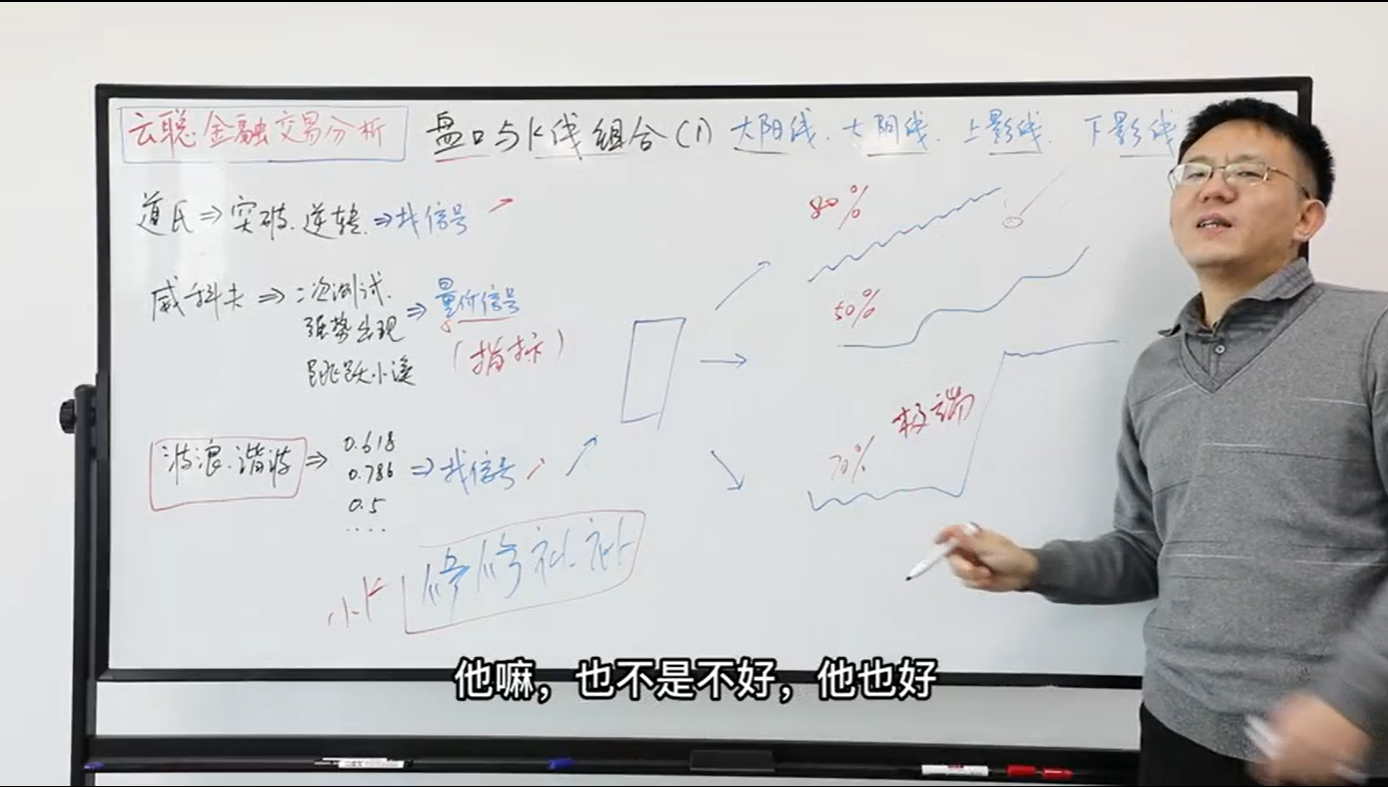 云聪金融交易分析 盘口与K线组合(1) 大阳线、大阴线、上影线、下影线
道氏⇒突破、逆转⇒找信号
80%
威科夫⇒二次测试、⇒量价信号
强势出现
跳跃小溪
(指标)
50%
极端
70%
波浪、谐波⇒0.618⇒找信号
0.786
0.5
....
小K 修修补补
他嘛，也不是不好，他也好